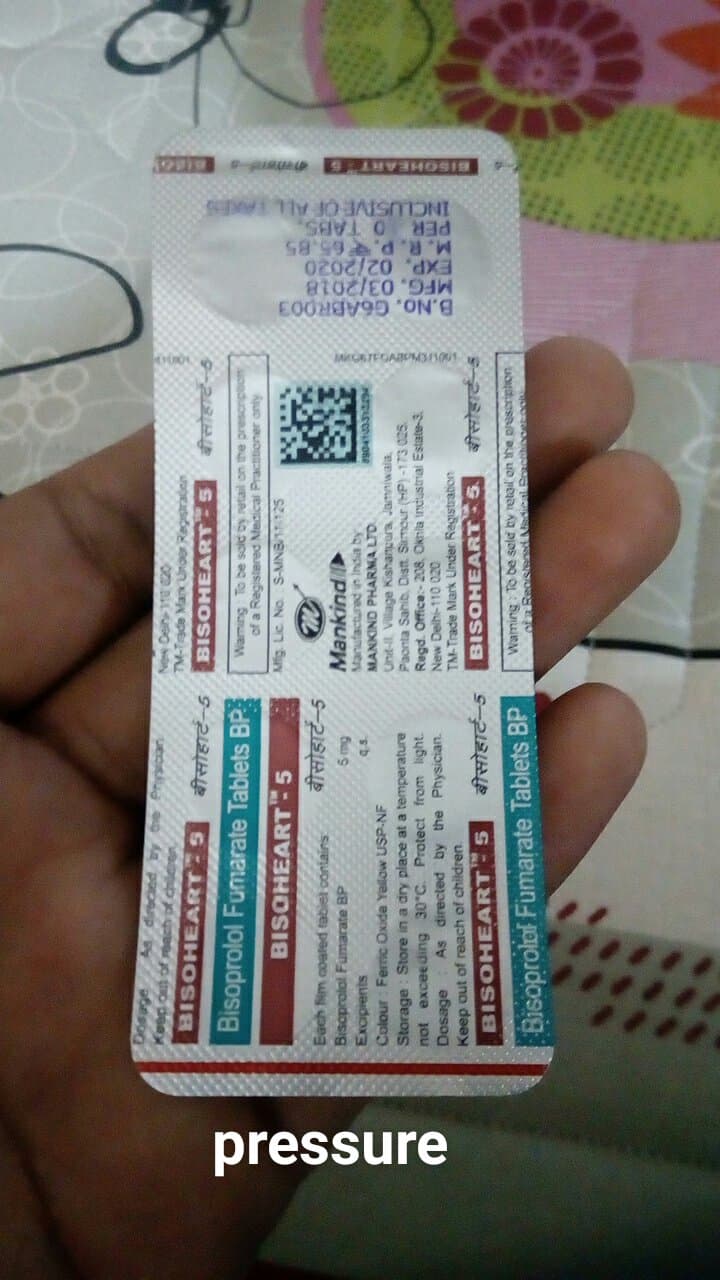 BISOHEART - 5
बीसोहार्ट-5
B.No. G6ABR003
MFG. 03/2018
EXP. 02/2020
M. R. P. ₹ 65.85
PER 10 TABS.
INCLUSIVE OF ALL TAXES
New Delhi-110 020
TM-Trade Mark Under Registration
BISOHEART™ - 5 बीसोहार्ट-5
Warning : To be sold by retail on the prescription
of a Registered Medical Practitioner only.
Mfg. Lic. No. S-MNB/11/125
Mankind
Manufactured in India by
MANKIND PHARMA LTD.
Unit-II, Village Kishanpura, Jamniwala,
Paonta Sahib, Distt. Sirmour (HP) -173 025.
Regd. Office:- 208, Okhla Industrial Estate-3,
New Delhi-110 020
TM-Trade Mark Under Registration
BISOHEART™ - 5 बीसोहार्ट-5
Warning : To be sold by retail on the prescription
of a Registered Medical Practitioner only.
Dosage : As directed by the Physician
Keep out of reach of children.
BISOHEART™ - 5 बीसोहार्ट-5
Bisoprolol Fumarate Tablets BP
BISOHEART™ - 5
बीसोहार्ट-5
Each film coated tablet contains:
Bisoprolol Fumarate BP 5 mg
Excipients q.s.
Colour : Ferric Oxide Yellow USP-NF
Storage : Store in a dry place at a temperature
not exceeding 30°C. Protect from light.
Dosage : As directed by the Physician.
Keep out of reach of children.
BISOHEART™ - 5 बीसोहार्ट-5
Bisoprolol Fumarate Tablets BP
pressure